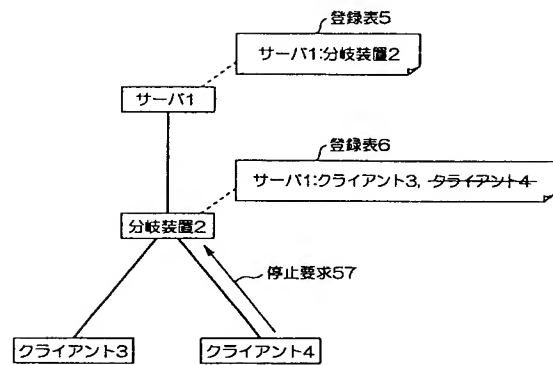 登録表5
サーバ1:分岐装置2
サーバ1
登録表6
サーバ1:クライアント3, クライアント4
分岐装置2
停止要求57
クライアント3
クライアント4